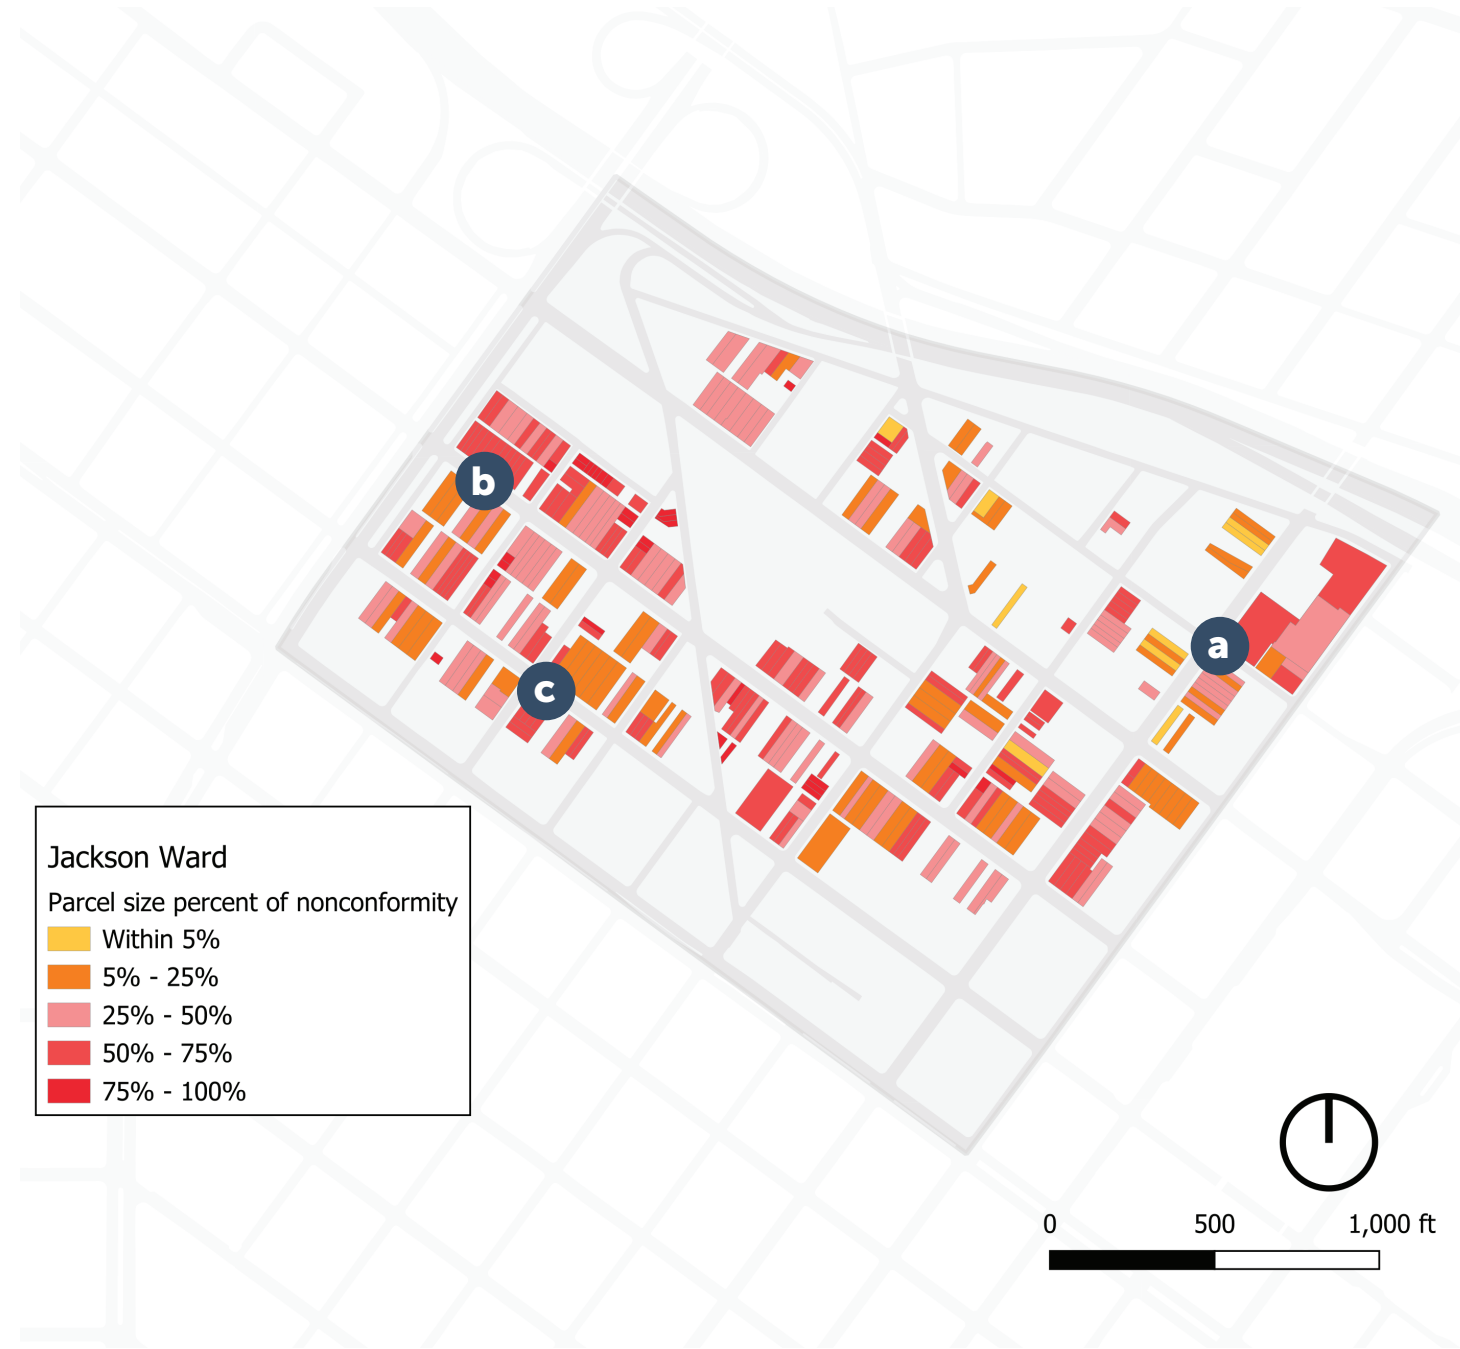 b
a
c
Jackson Ward
Parcel size percent of nonconformity
Within 5%
5% - 25%
25% - 50%
50% - 75%
75% - 100%
0 500 1,000 ft